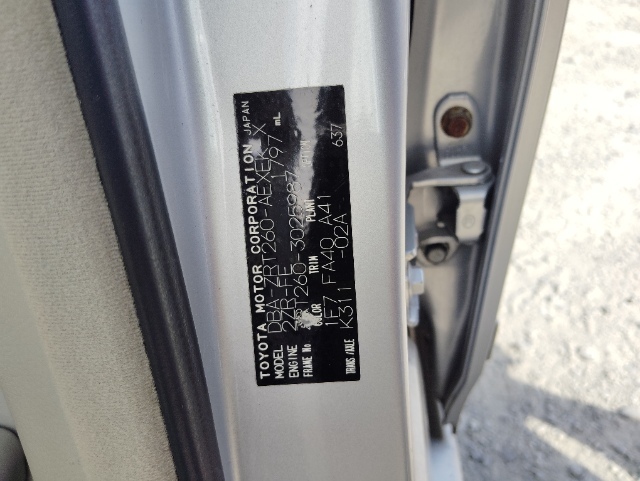 TOYOTA MOTOR CORPORATION JAPAN
MODEL DBA-ZRT260-AEXEK X
ENGINE 2ZR-FE 1797 mL
FRAME No ZRT260-3025987
COLOR TRIM PLANT
1F7 FA40 A41 637
TRANS/AXLE K311 -02A